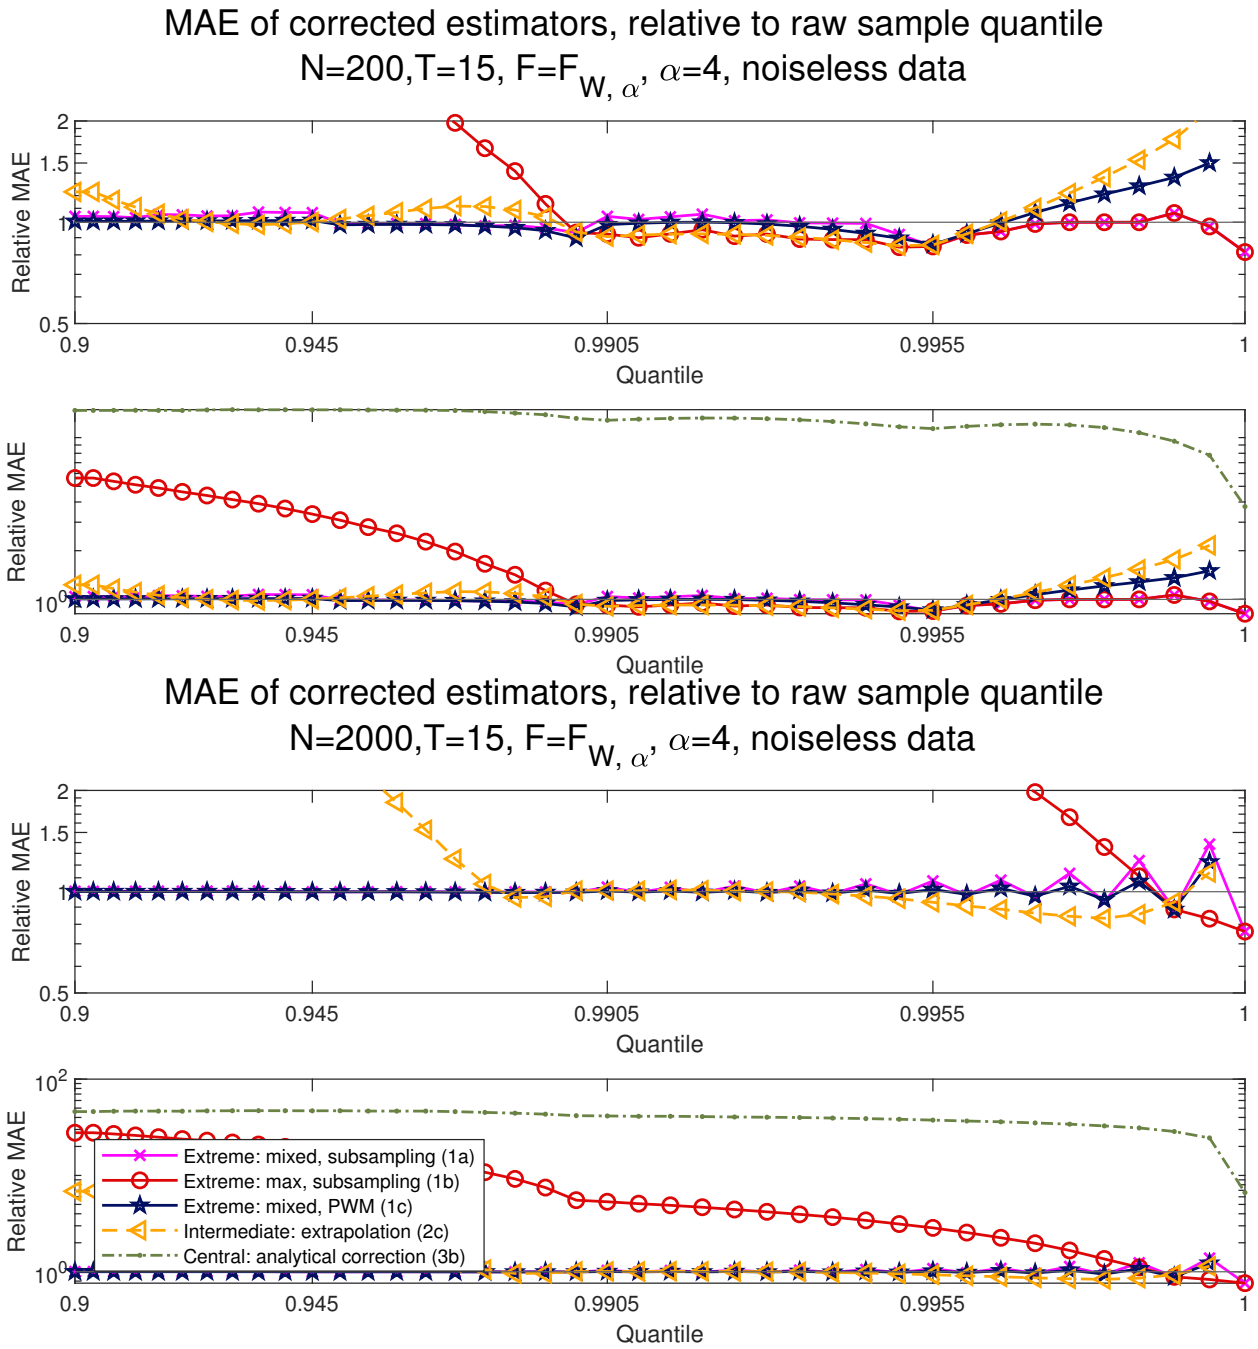 MAE of corrected estimators, relative to raw sample quantile
N=200,T=15, F=F_{W, α}, α=4, noiseless data
Relative MAE
2
1.5
1
0.5
0.9
0.945
0.9905
0.9955
1
Quantile
Relative MAE
10^0
0.9
0.945
0.9905
0.9955
1
Quantile
MAE of corrected estimators, relative to raw sample quantile
N=2000,T=15, F=F_{W, α}, α=4, noiseless data
Relative MAE
2
1.5
1
0.5
0.9
0.945
0.9905
0.9955
1
Quantile
Relative MAE
10^2
10^0
Extreme: mixed, subsampling (1a)
Extreme: max, subsampling (1b)
Extreme: mixed, PWM (1c)
Intermediate: extrapolation (2c)
Central: analytical correction (3b)
0.9
0.945
0.9905
0.9955
1
Quantile